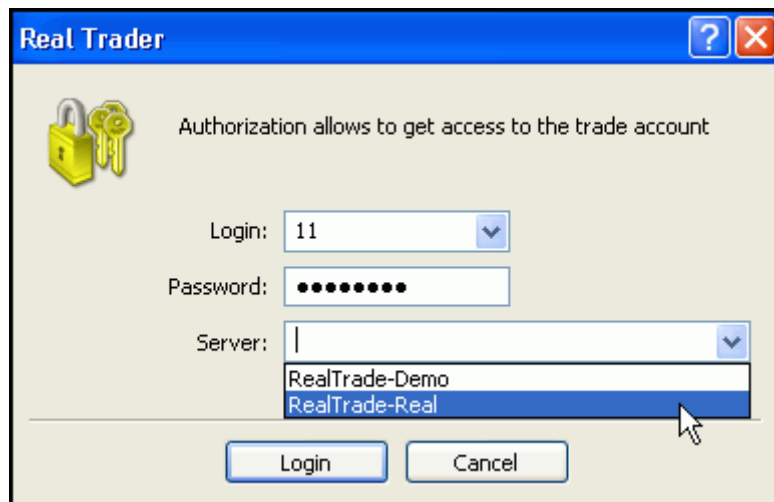 Real Trader
Authorization allows to get access to the trade account
Login: 11
Password: ●●●●●●●●
Server:
RealTrade-Demo
RealTrade-Real
Login Cancel